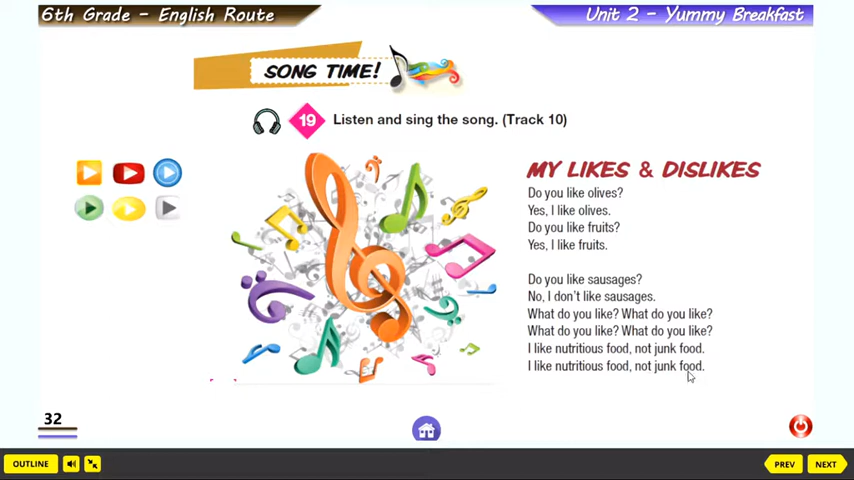 6th Grade - English Route
Unit 2 - Yummy Breakfast
SONG TIME!
19 Listen and sing the song. (Track 10)
MY LIKES & DISLIKES
Do you like olives?
Yes, I like olives.
Do you like fruits?
Yes, I like fruits.
Do you like sausages?
No, I don't like sausages.
What do you like? What do you like?
What do you like? What do you like?
I like nutritious food, not junk food.
I like nutritious food, not junk food.
32
OUTLINE
PREV
NEXT